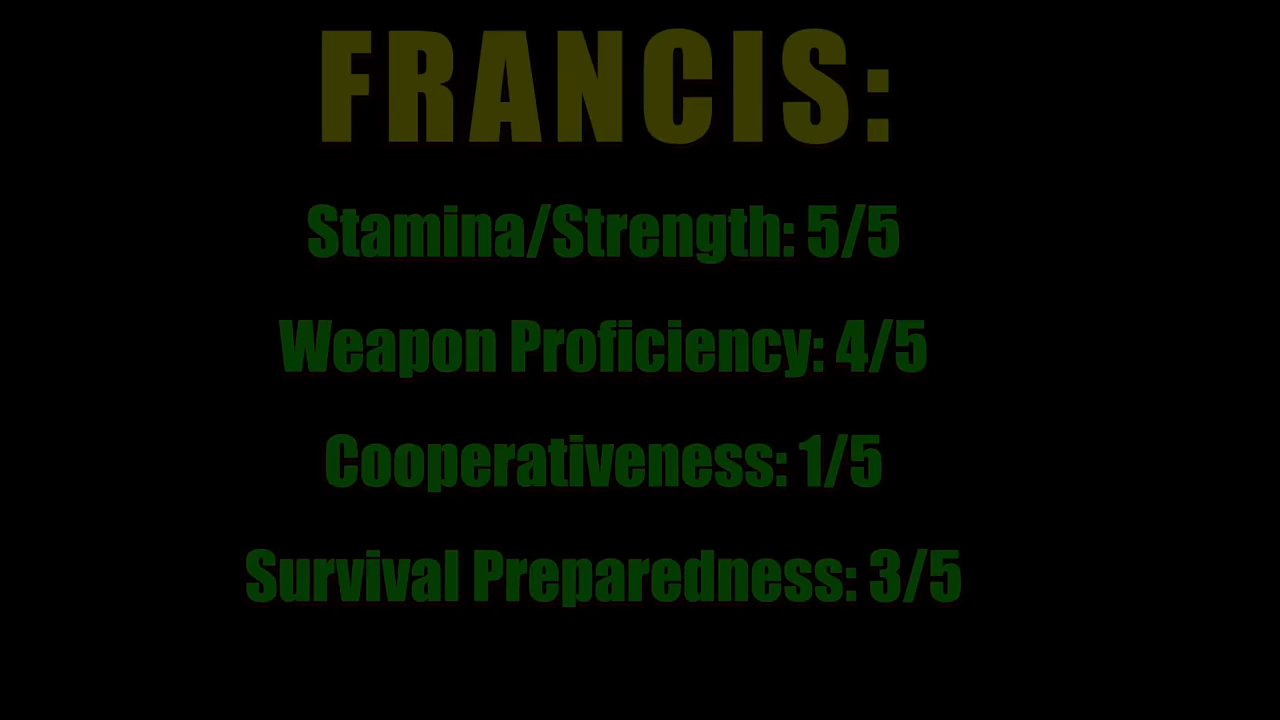 FRANCIS:
Stamina/Strength: 5/5
Weapon Proficiency: 4/5
Cooperativeness: 1/5
Survival Preparedness: 3/5